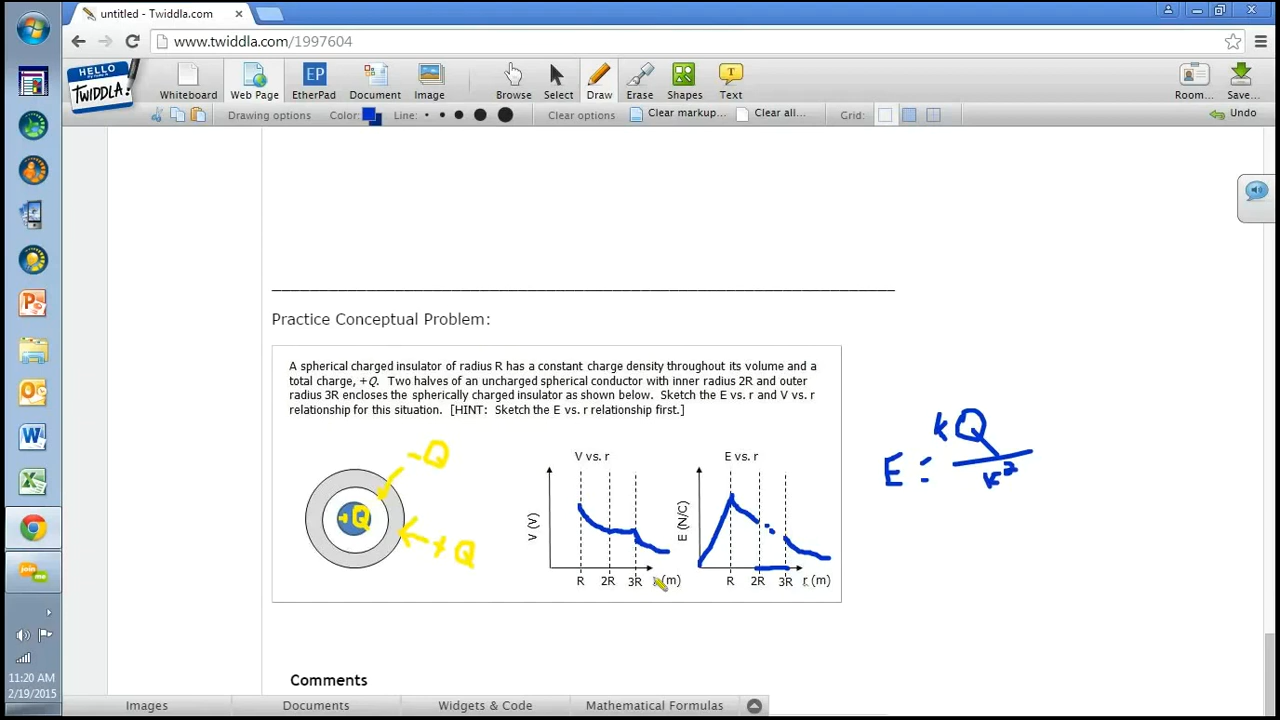 untitled - Twiddla.com
www.twiddla.com/1997604
HELLO
my name is
TWIDDLA!
Whiteboard Web Page EtherPad Document Image Browse Select Draw Erase Shapes Text Room... Save...
EP
T
Drawing options Color: Line: Clear options Clear markup... Clear all... Grid: Undo
Practice Conceptual Problem:
A spherical charged insulator of radius R has a constant charge density throughout its volume and a
total charge, +Q. Two halves of an uncharged spherical conductor with inner radius 2R and outer
radius 3R encloses the spherically charged insulator as shown below. Sketch the E vs. r and V vs. r
relationship for this situation. [HINT: Sketch the E vs. r relationship first.]
-Q
+Q
+Q
V vs. r
V (V)
R 2R 3R r (m)
E vs. r
E (N/C)
R 2R 3R r (m)
E = kQ
r²
Comments
Images Documents Widgets & Code Mathematical Formulas
join.me
11:20 AM
2/19/2015